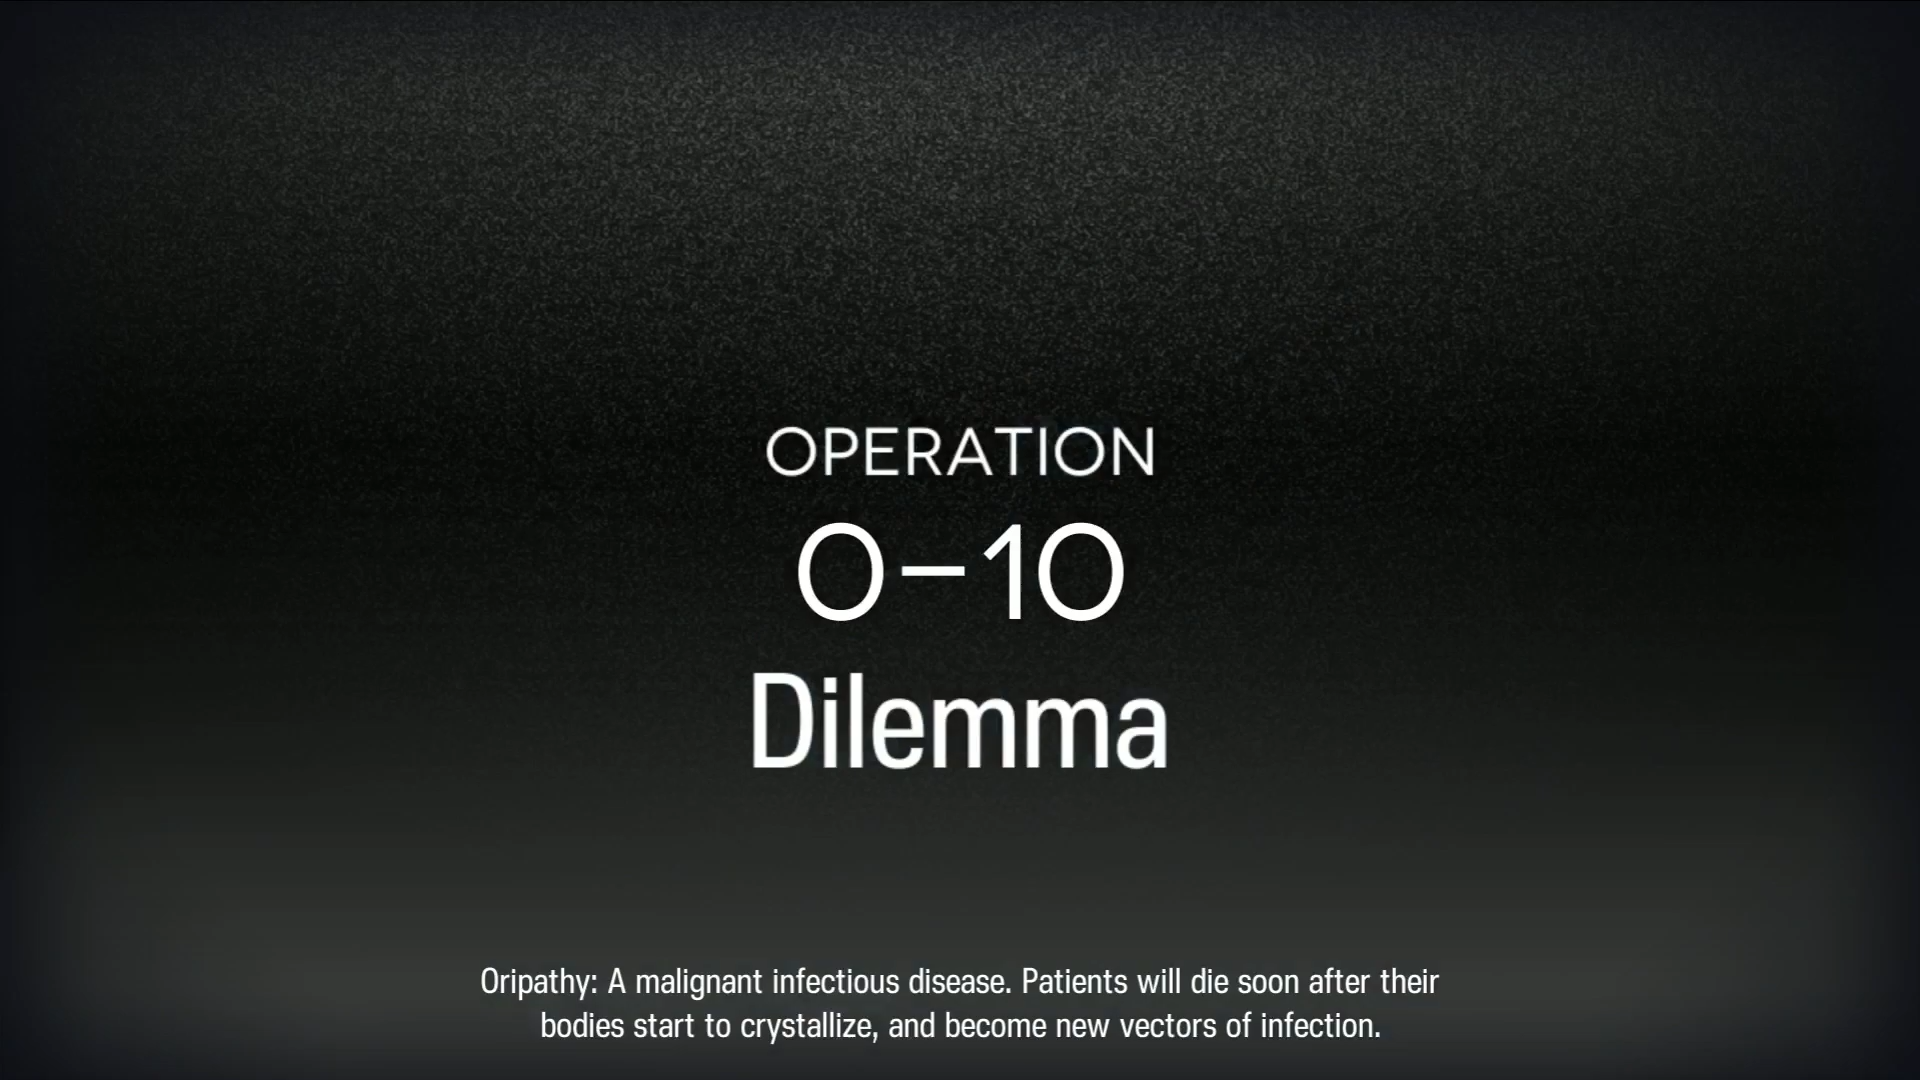 OPERATION
0-10
Dilemma
Oripathy: A malignant infectious disease. Patients will die soon after their
bodies start to crystallize, and become new vectors of infection.